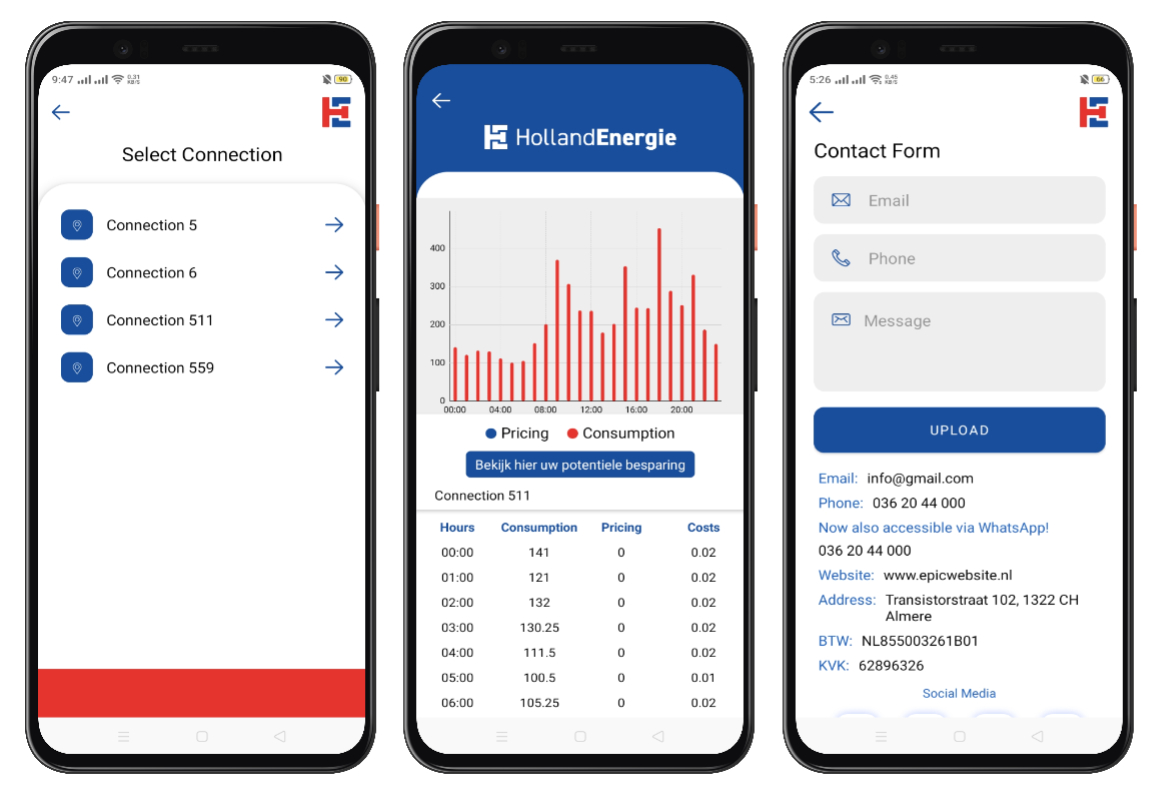 9:47 0.31 KB/S 90
Select Connection
Connection 5
Connection 6
Connection 511
Connection 559
HollandEnergie
400
300
200
100
0
00:00 04:00 08:00 12:00 16:00 20:00
Pricing Consumption
Bekijk hier uw potentiele besparing
Connection 511
Hours Consumption Pricing Costs
00:00 141 0 0.02
01:00 121 0 0.02
02:00 132 0 0.02
03:00 130.25 0 0.02
04:00 111.5 0 0.02
05:00 100.5 0 0.01
06:00 105.25 0 0.02
5:26 0.45 KB/S 66
Contact Form
Email
Phone
Message
UPLOAD
Email: info@gmail.com
Phone: 036 20 44 000
Now also accessible via WhatsApp!
036 20 44 000
Website: www.epicwebsite.nl
Address: Transistorstraat 102, 1322 CH
Almere
BTW: NL855003261B01
KVK: 62896326
Social Media